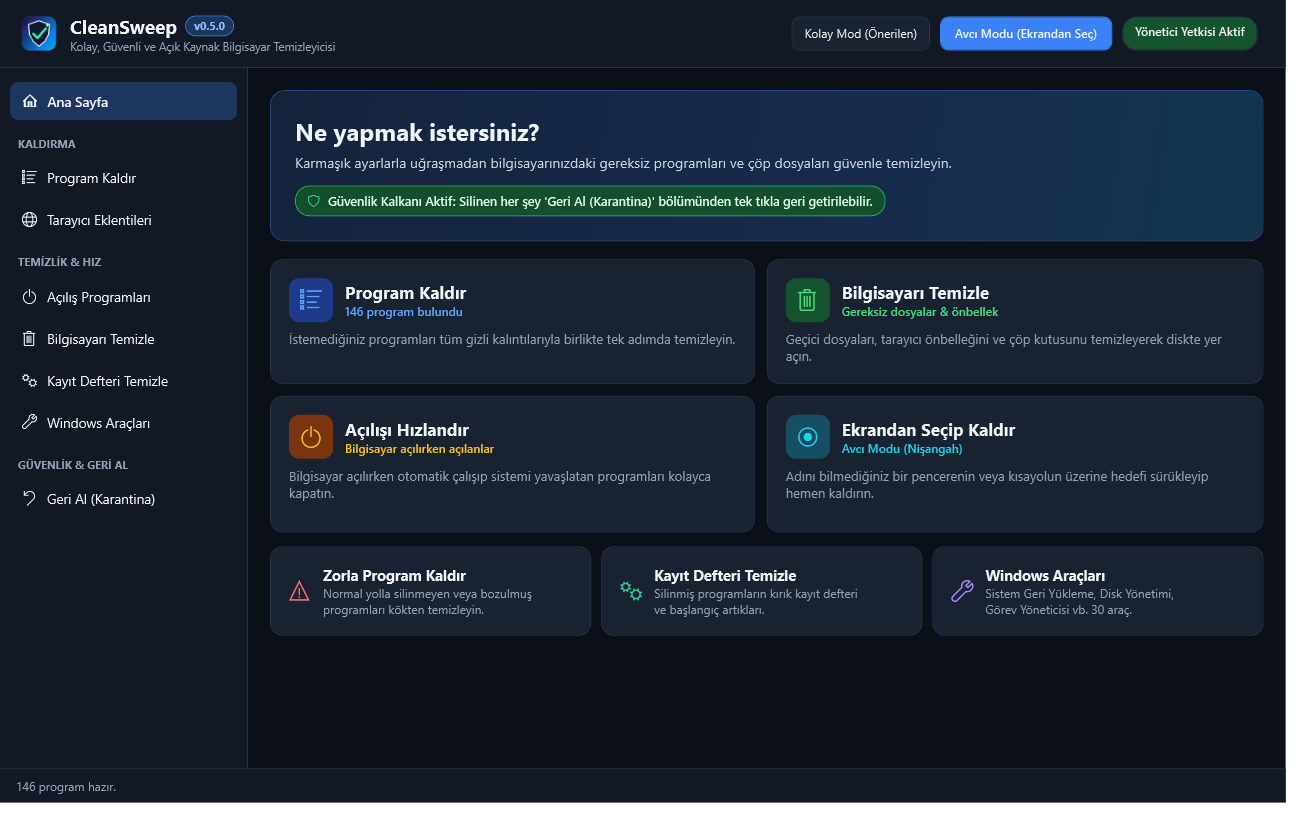 CleanSweep v0.5.0
Kolay, Güvenli ve Açık Kaynak Bilgisayar Temizleyicisi
Kolay Mod (Önerilen)
Avcı Modu (Ekrandan Seç)
Yönetici Yetkisi Aktif
Ana Sayfa
KALDIRMA
Program Kaldır
Tarayıcı Eklentileri
TEMİZLİK & HIZ
Açılış Programları
Bilgisayarı Temizle
Kayıt Defteri Temizle
Windows Araçları
GÜVENLİK & GERİ AL
Geri Al (Karantina)
Ne yapmak istersiniz?
Karmaşık ayarlarla uğraşmadan bilgisayarınızdaki gereksiz programları ve çöp dosyaları güvenle temizleyin.
Güvenlik Kalkanı Aktif: Silinen her şey 'Geri Al (Karantina)' bölümünden tek tıkla geri getirilebilir.
Program Kaldır
146 program bulundu
İstemediğiniz programları tüm gizli kalıntılarıyla birlikte tek adımda temizleyin.
Bilgisayarı Temizle
Gereksiz dosyalar & önbellek
Geçici dosyaları, tarayıcı önbelleğini ve çöp kutusunu temizleyerek diskte yer
açın.
Açılışı Hızlandır
Bilgisayar açılırken açılanlar
Bilgisayar açılırken otomatik çalışıp sistemi yavaşlatan programları kolayca
kapatın.
Ekrandan Seçip Kaldır
Avcı Modu (Nişangah)
Adını bilmediğiniz bir pencerenin veya kısayolun üzerine hedefi sürükleyip
hemen kaldırın.
Zorla Program Kaldır
Normal yolla silinmeyen veya bozulmuş
programları kökten temizleyin.
Kayıt Defteri Temizle
Silinmiş programların kırık kayıt defteri
ve başlangıç artıkları.
Windows Araçları
Sistem Geri Yükleme, Disk Yönetimi,
Görev Yöneticisi vb. 30 araç.
146 program hazır.